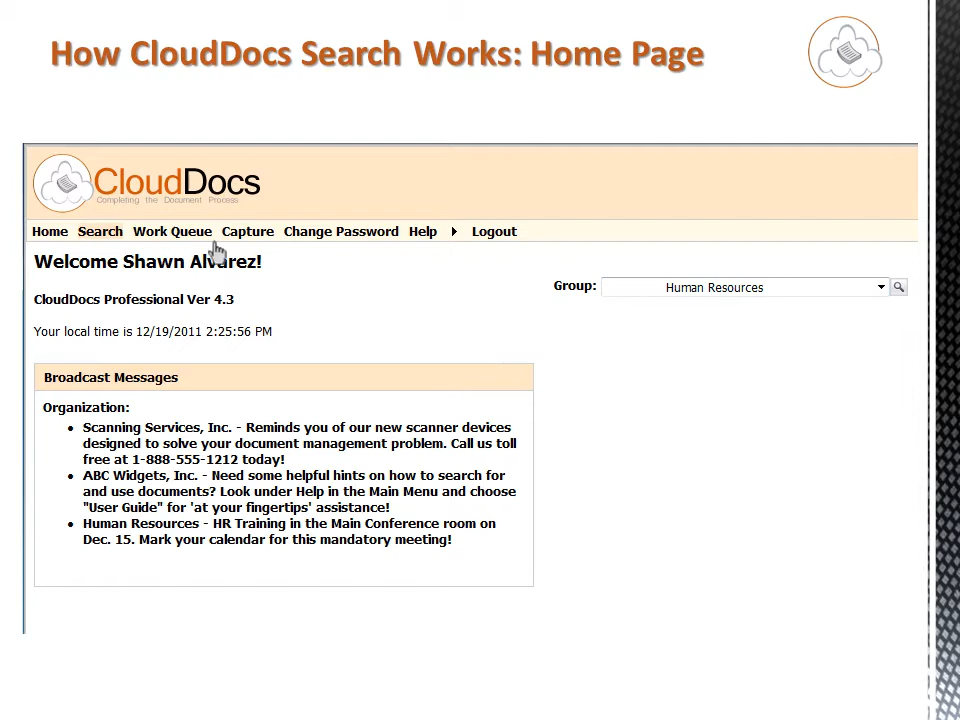 How CloudDocs Search Works: Home Page
CloudDocs
Completing the Document Process
Home Search Work Queue Capture Change Password Help Logout
Welcome Shawn Alvarez!
Group: Human Resources
CloudDocs Professional Ver 4.3
Your local time is 12/19/2011 2:25:56 PM
Broadcast Messages
Organization:
• Scanning Services, Inc. - Reminds you of our new scanner devices
designed to solve your document management problem. Call us toll
free at 1-888-555-1212 today!
• ABC Widgets, Inc. - Need some helpful hints on how to search for
and use documents? Look under Help in the Main Menu and choose
"User Guide" for 'at your fingertips' assistance!
• Human Resources - HR Training in the Main Conference room on
Dec. 15. Mark your calendar for this mandatory meeting!